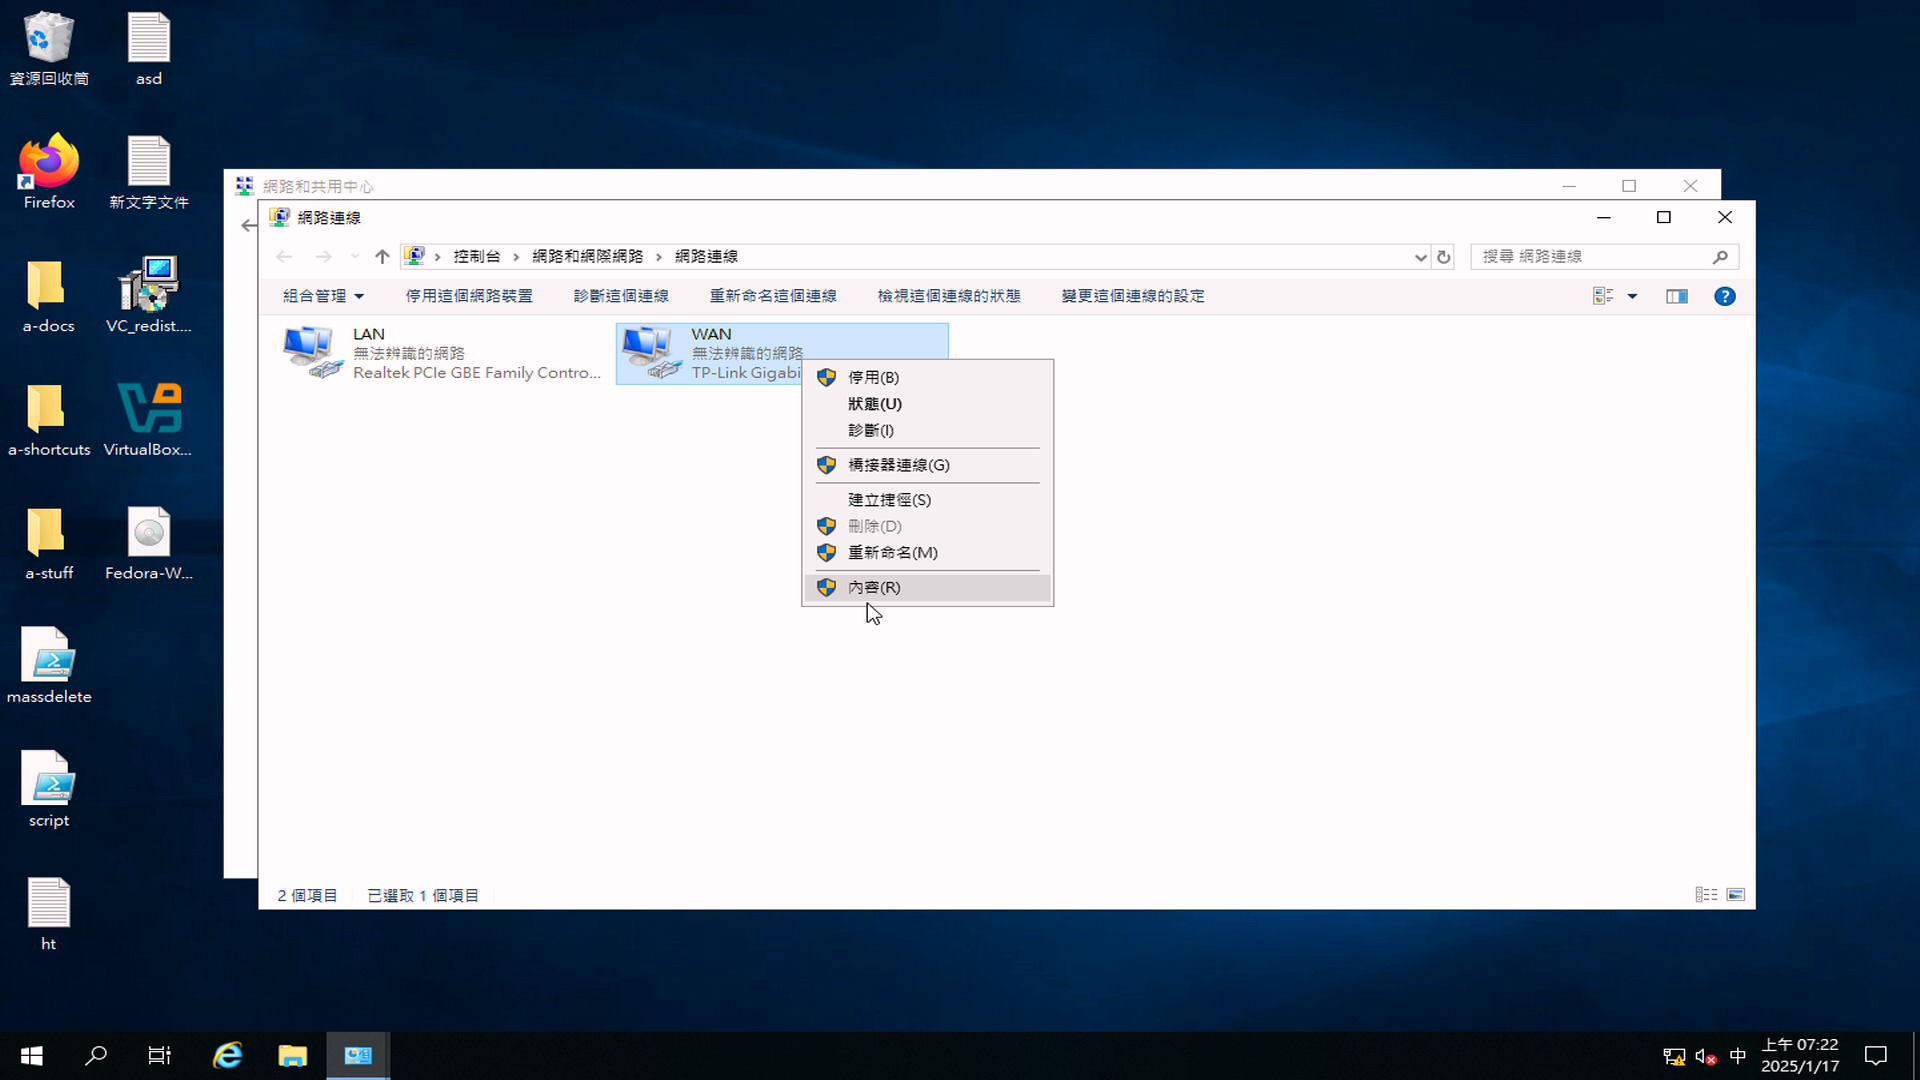 資源回收筒
asd
Firefox
新文字文件
a-docs
VC_redist....
a-shortcuts
VirtualBox...
a-stuff
Fedora-W...
massdelete
script
ht
網路和共用中心
網路連線
控制台 > 網路和網際網路 > 網路連線
搜尋 網路連線
組合管理
停用這個網路裝置
診斷這個連線
重新命名這個連線
檢視這個連線的狀態
變更這個連線的設定
LAN
無法辨識的網路
Realtek PCIe GBE Family Contro...
WAN
無法辨識的網路
TP-Link Gigabi
停用(B)
狀態(U)
診斷(I)
橋接器連線(G)
建立捷徑(S)
刪除(D)
重新命名(M)
內容(R)
2 個項目
已選取 1 個項目
中
上午 07:22
2025/1/17